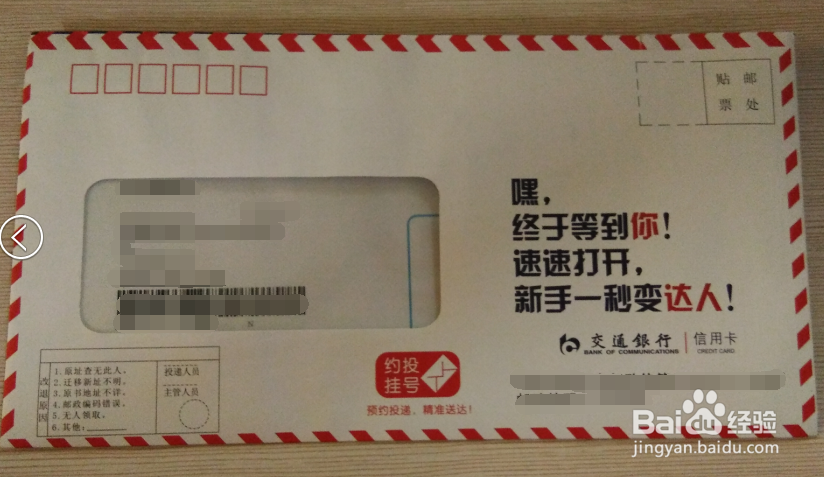 贴 邮
票 处
嘿，
终于等到你！
速速打开，
新手一秒变达人！
交通銀行 信用卡
BANK OF COMMUNICATIONS CREDIT CARD
N
改退原因
1. 原址查无此人、
2. 迁移新址不明、
3. 原书地址不详、
4. 邮政编码错误、
5. 无人领取、
6. 其他:
投递人员
主管人员
约投
挂号
预约投递、精准送达！
Baidu经验
jingyan.baidu.com